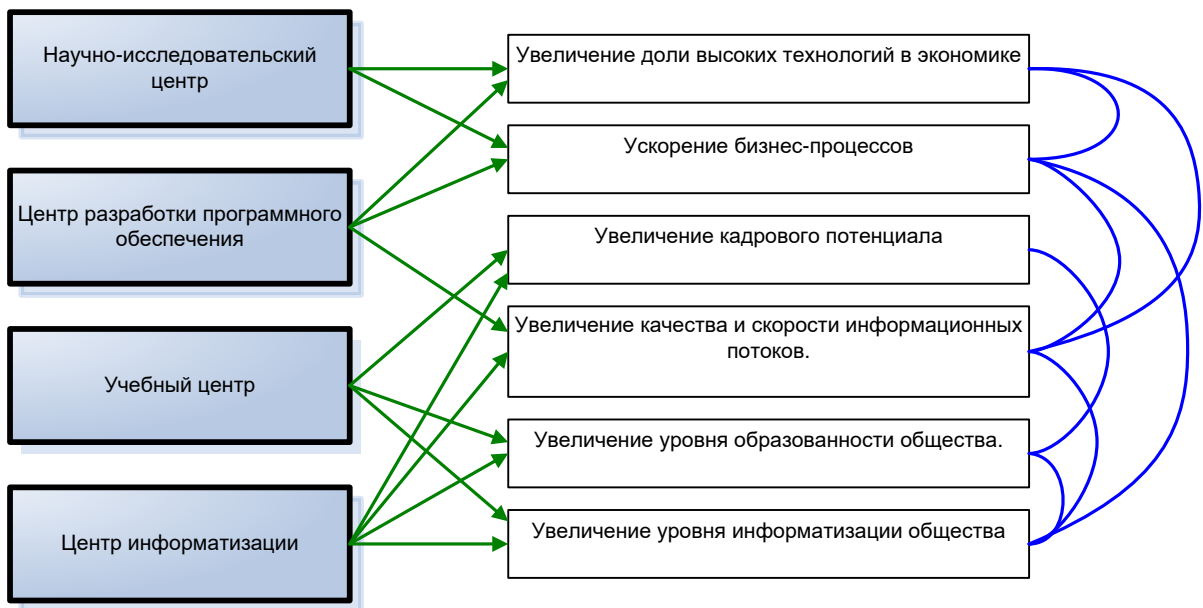 Научно-исследовательский
центр
Центр разработки программного
обеспечения
Учебный центр
Центр информатизации
Увеличение доли высоких технологий в экономике
Ускорение бизнес-процессов
Увеличение кадрового потенциала
Увеличение качества и скорости информационных
потоков.
Увеличение уровня образованности общества.
Увеличение уровня информатизации общества